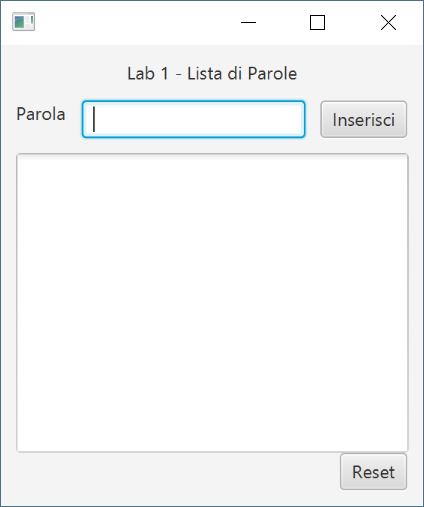 Lab 1 - Lista di Parole
Parola
Inserisci
Reset